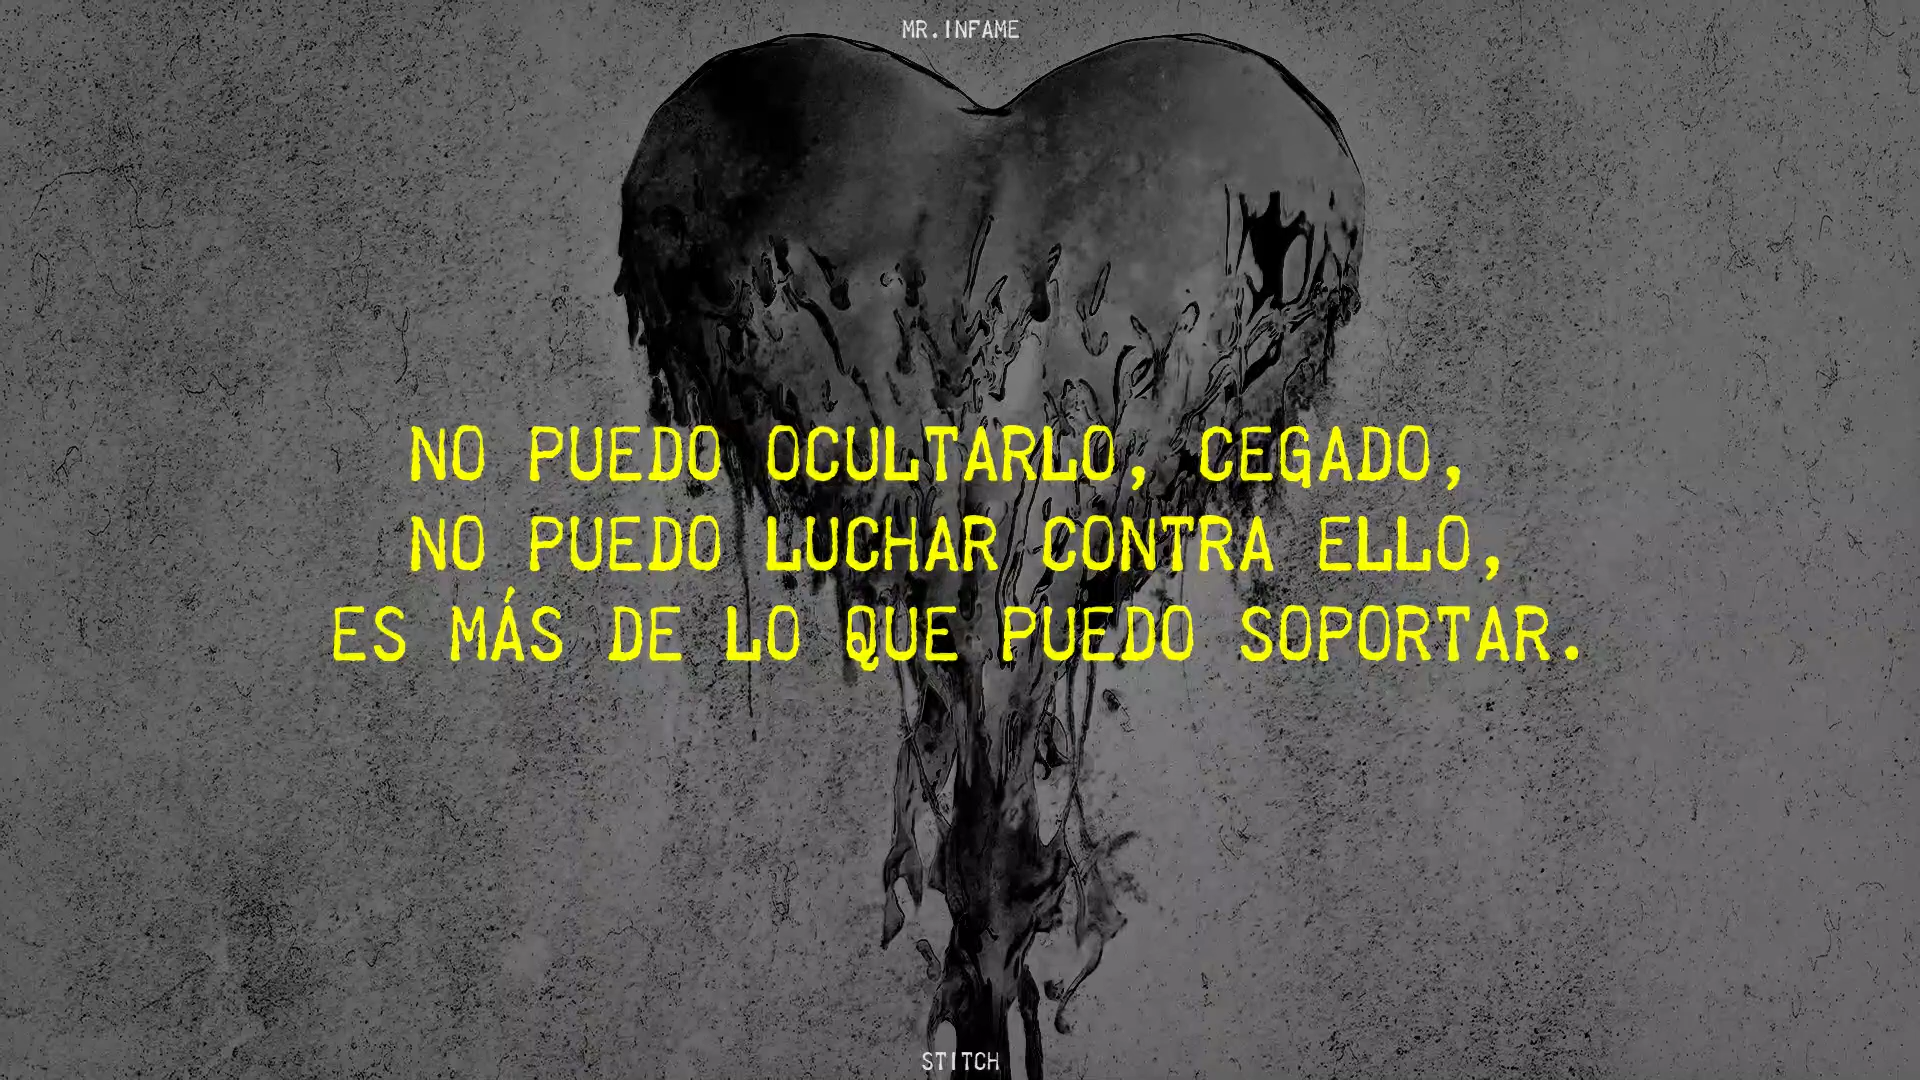 MR.INFAME
NO PUEDO OCULTARLO, CEGADO,
NO PUEDO LUCHAR CONTRA ELLO,
ES MÁS DE LO QUE PUEDO SOPORTAR.
STITCH